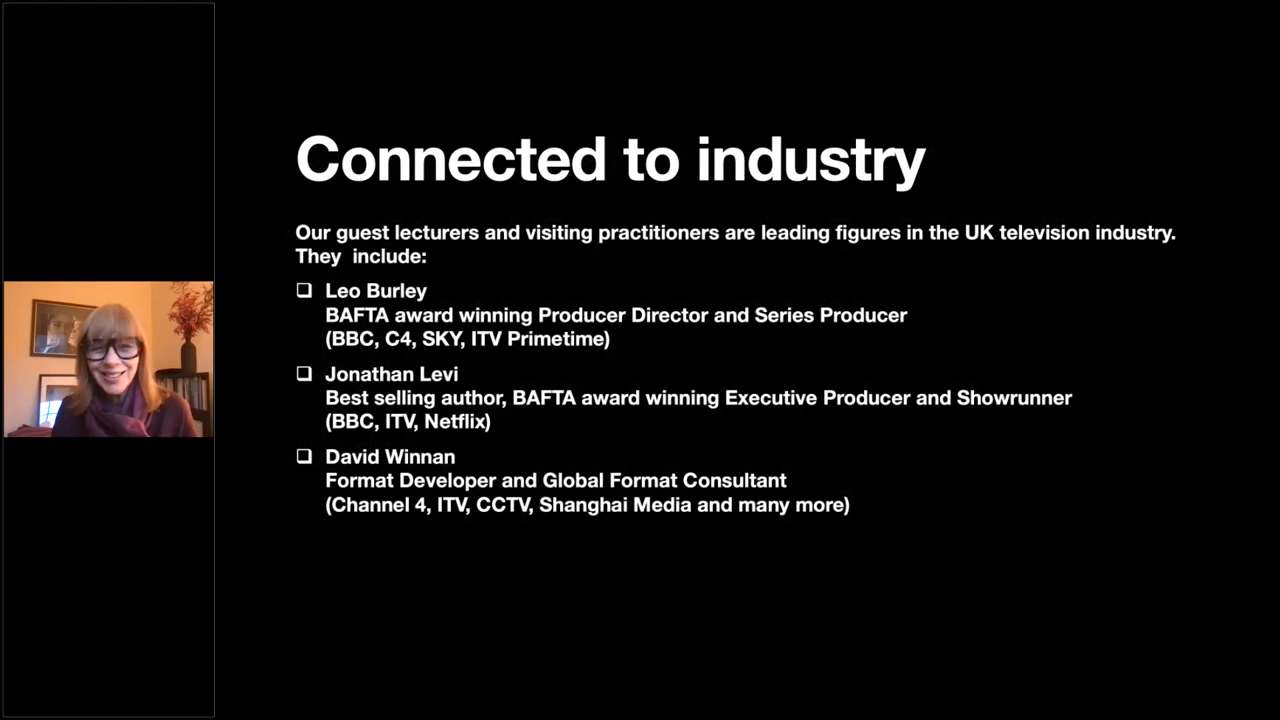 Connected to industry
Our guest lecturers and visiting practitioners are leading figures in the UK television industry.
They include:
❑ Leo Burley
BAFTA award winning Producer Director and Series Producer
(BBC, C4, SKY, ITV Primetime)
❑ Jonathan Levi
Best selling author, BAFTA award winning Executive Producer and Showrunner
(BBC, ITV, Netflix)
❑ David Winnan
Format Developer and Global Format Consultant
(Channel 4, ITV, CCTV, Shanghai Media and many more)